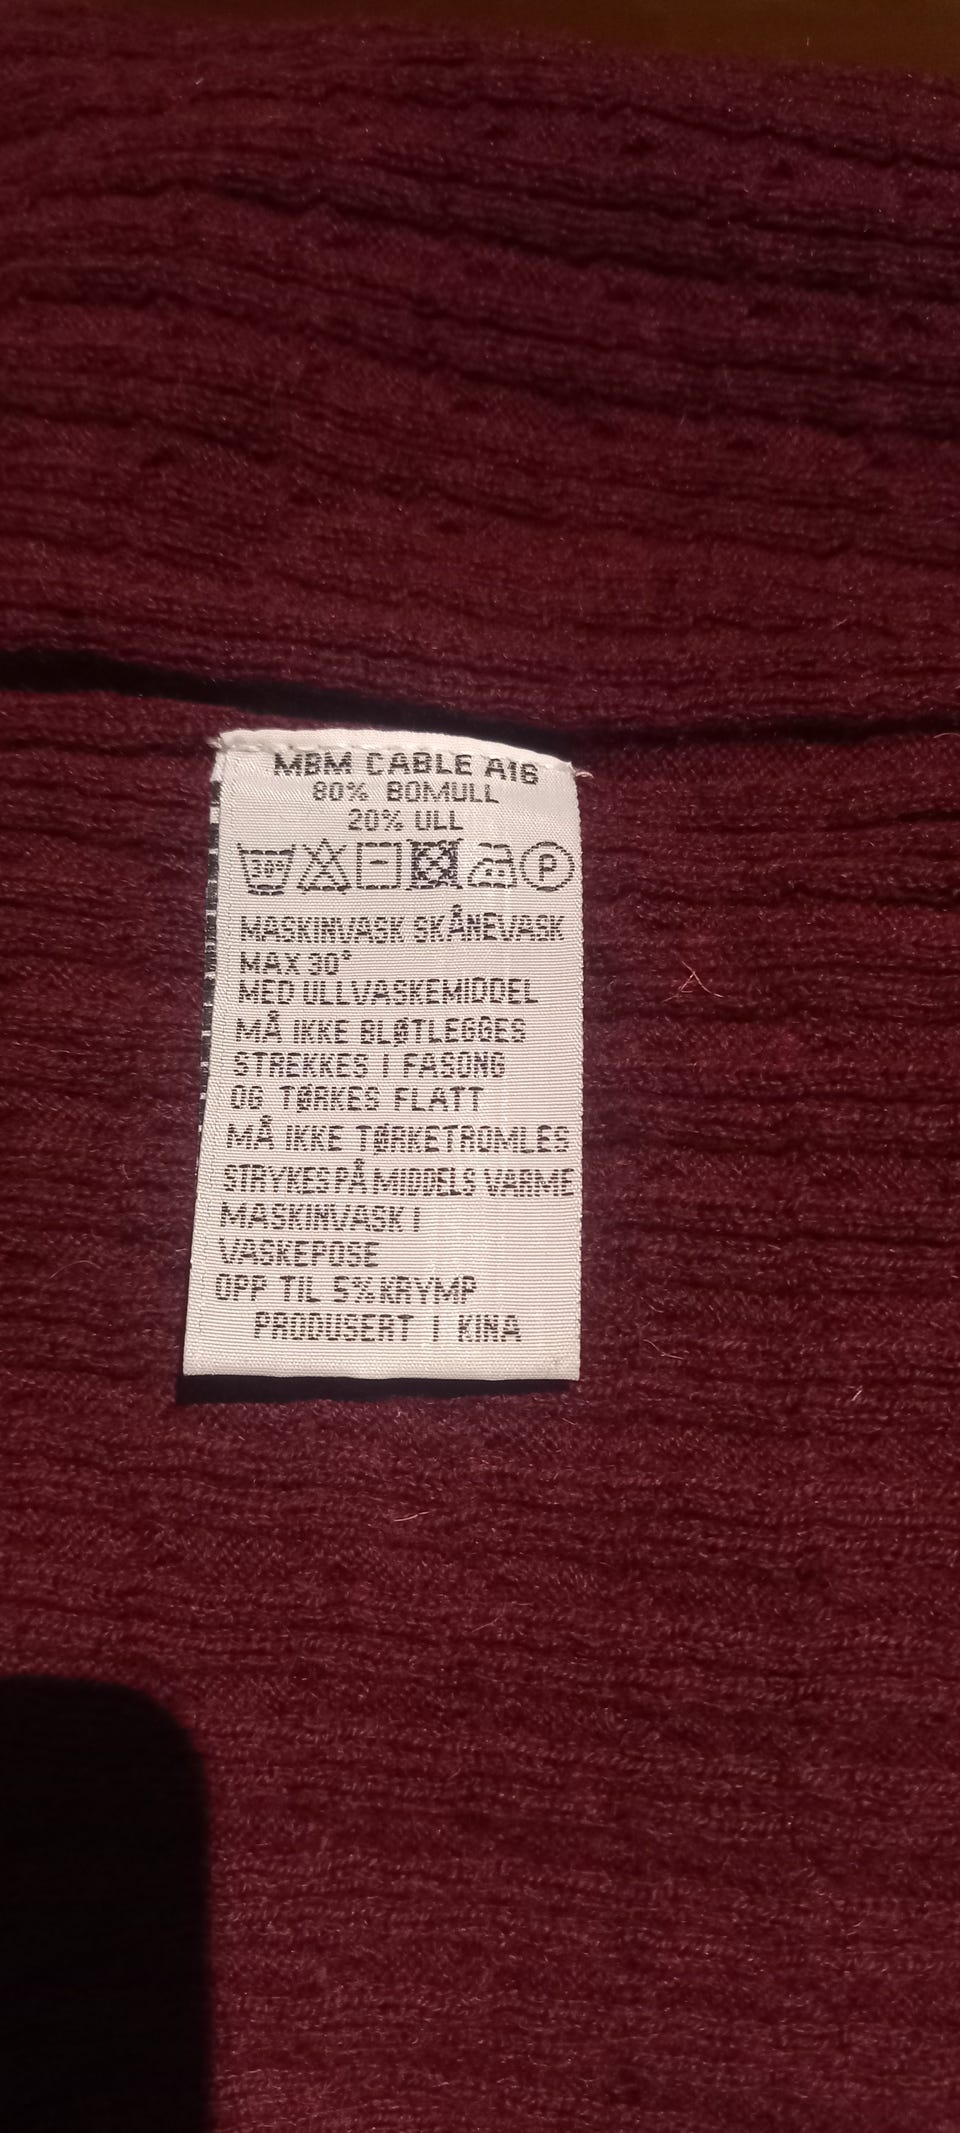 MBM CABLE A16
80% BOMULL
20% ULL
30° P
MASKINVASK SKÅNEVASK
MAX 30°
MED ULLVASKEMIDDEL
MÅ IKKE BLØTLEGGES
STREKKES I FASONG
OG TØRKES FLATT
MÅ IKKE TØRKETROMLES
STRYKES PÅ MIDDELS VARME
MASKINVASK I
VASKEPOSE
OPP TIL 5% KRYMP
PRODUSERT I KINA